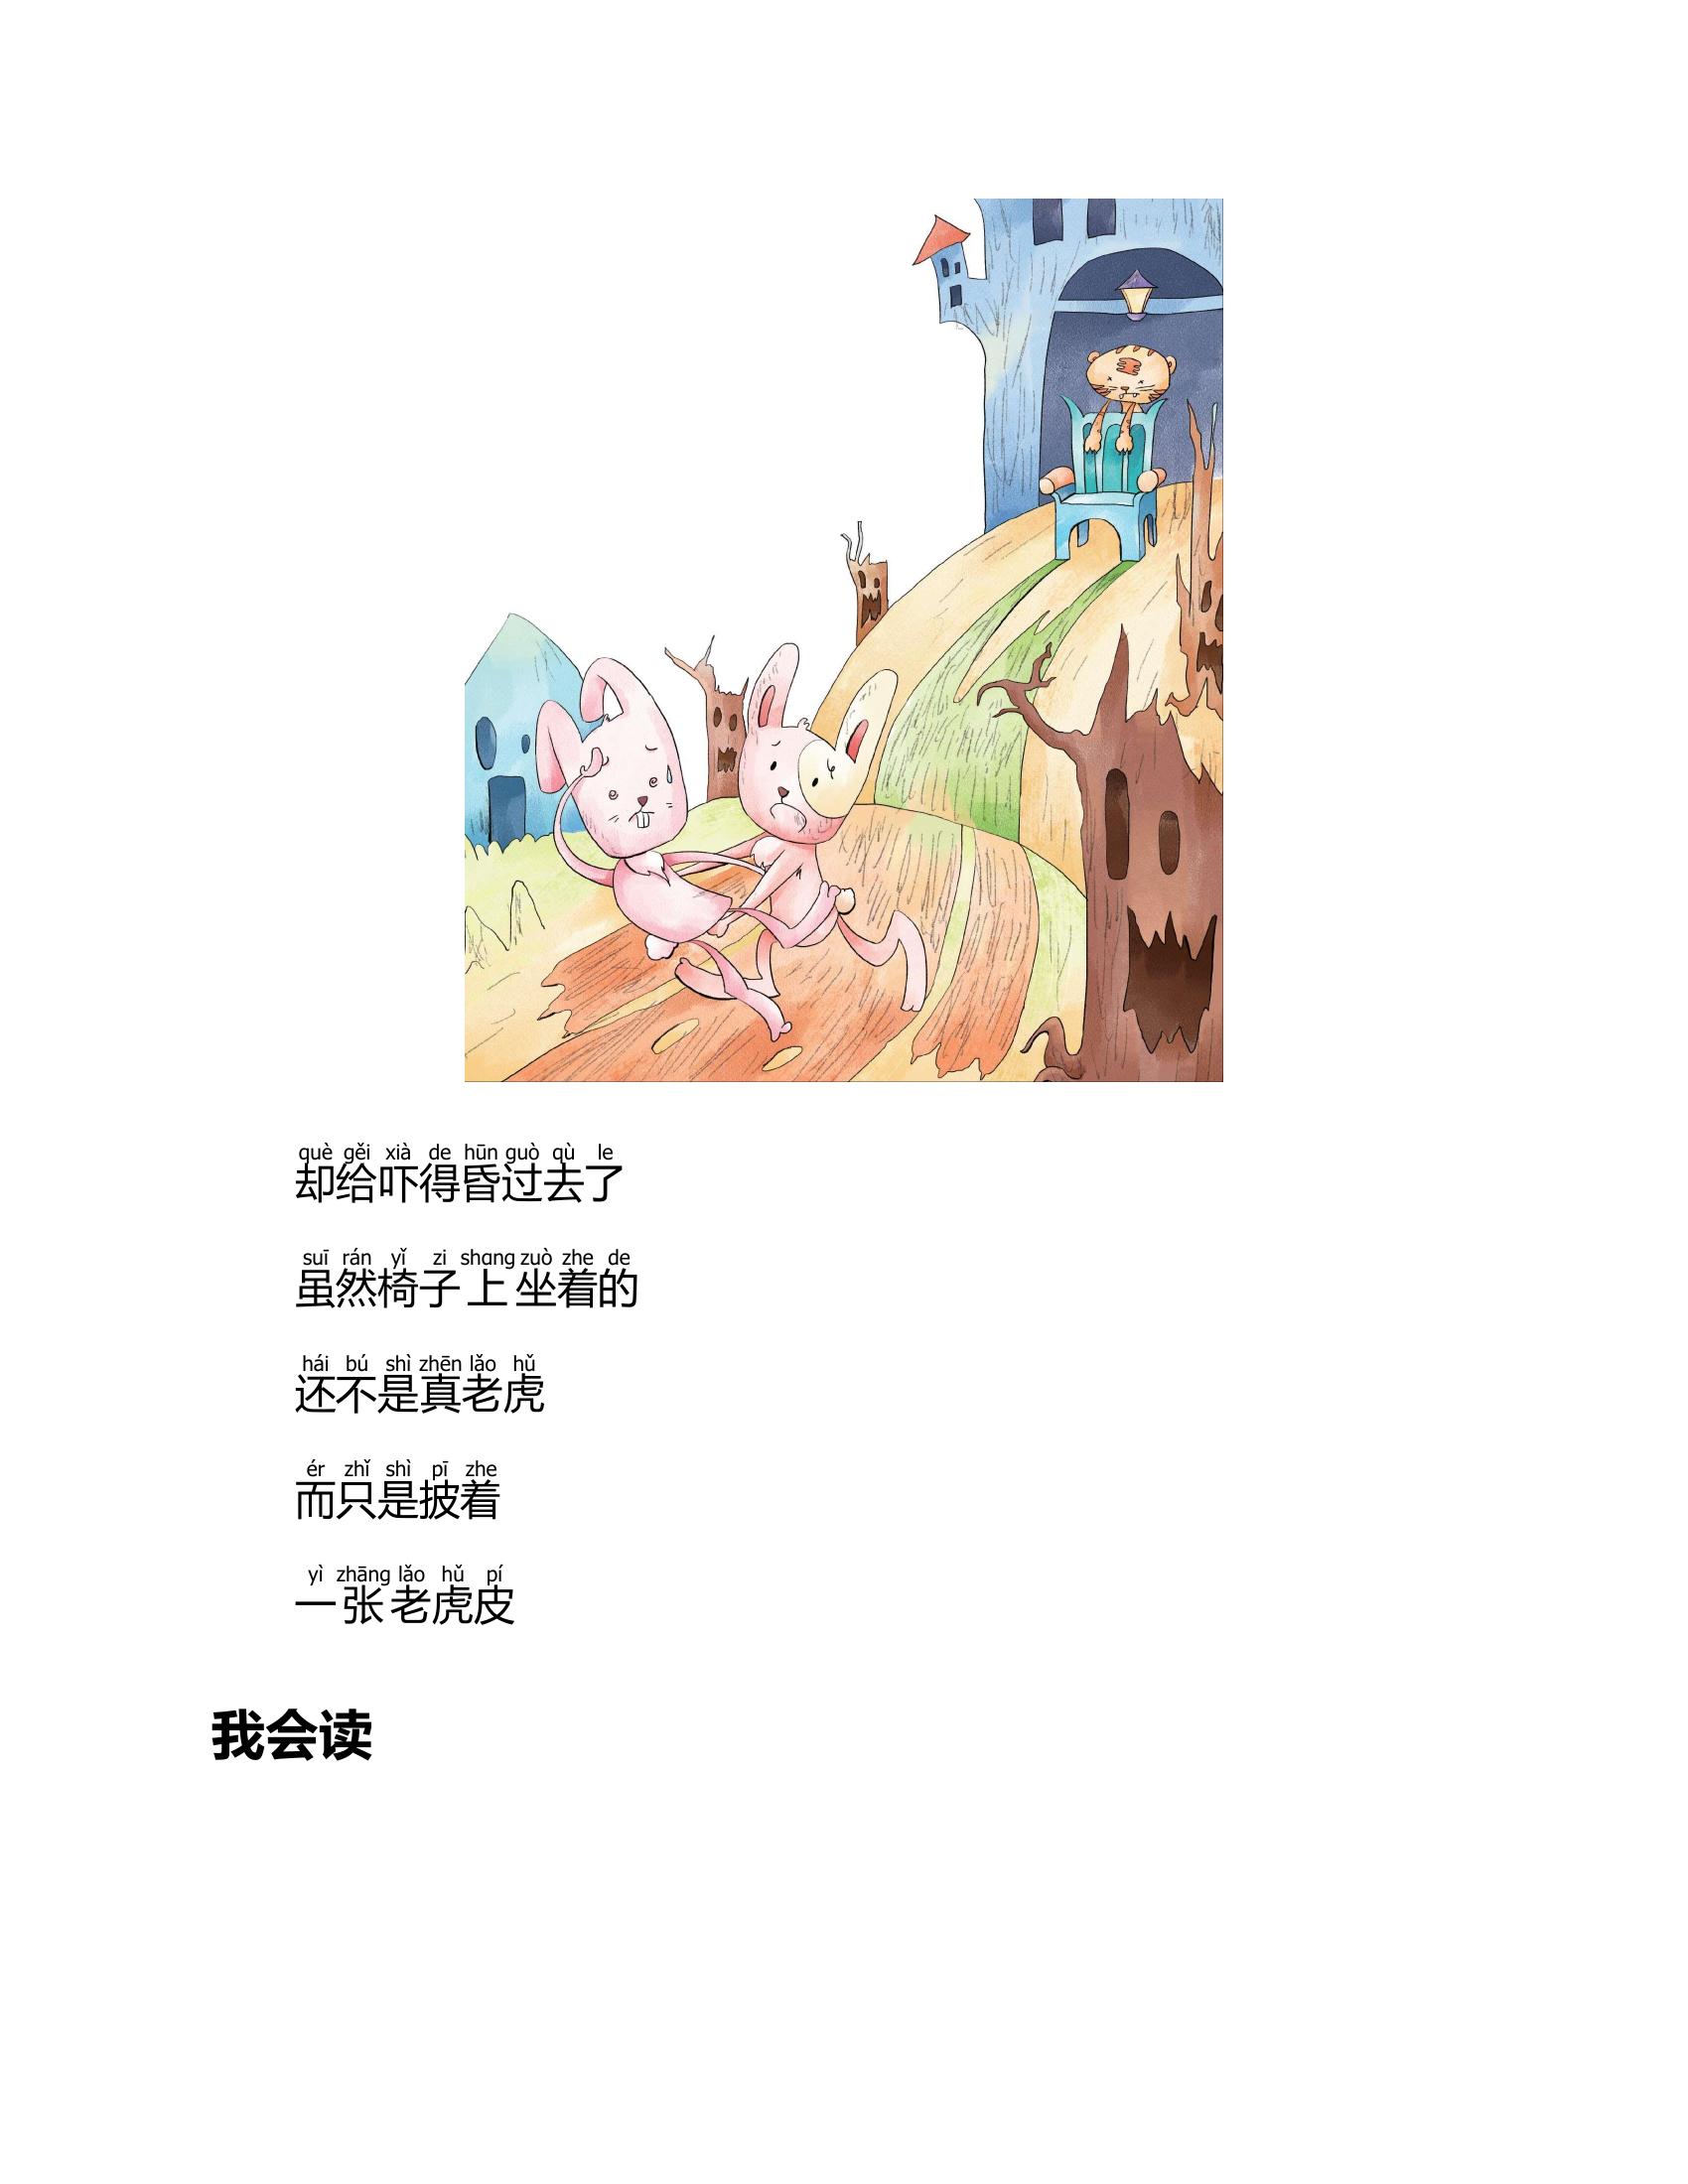 què gěi xià de hūn guò qù le
却给吓得昏过去了
suī rán yǐ zi shang zuò zhe de
虽然椅子上坐着的
hái bú shì zhēn lǎo hǔ
还不是真老虎
ér zhǐ shì pī zhe
而只是披着
yì zhāng lǎo hǔ pí
一张老虎皮
我会读